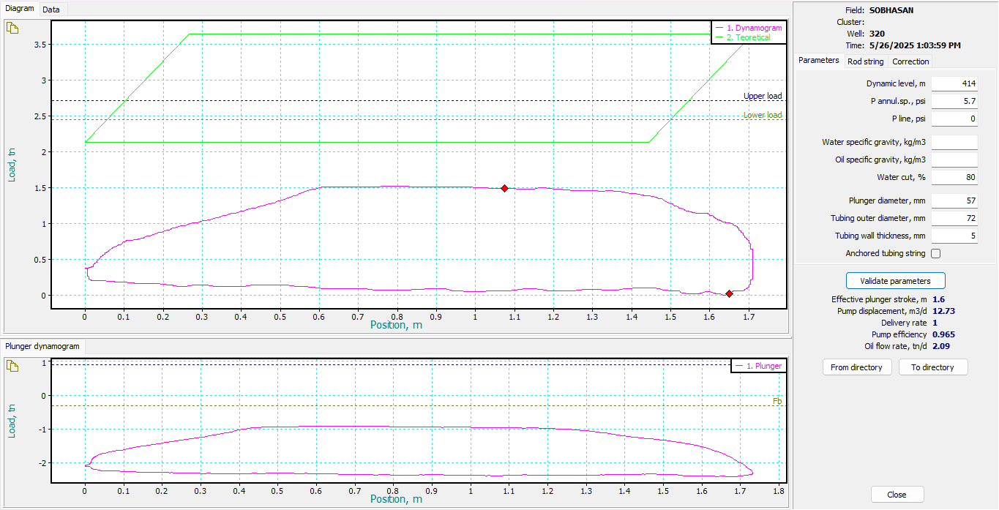 Diagram Data
1. Dynamogram
2. Teoretical
Upper load
Lower load
3.5
3
2.5
2
1.5
1
0.5
0
Load, tn
0 0.1 0.2 0.3 0.4 0.5 0.6 0.7 0.8 0.9 1 1.1 1.2 1.3 1.4 1.5 1.6 1.7
Position, m
Plunger dynamogram
1. Plunger
Fb
1
0
-1
-2
Load, tn
0 0.1 0.2 0.3 0.4 0.5 0.6 0.7 0.8 0.9 1 1.1 1.2 1.3 1.4 1.5 1.6 1.7 1.8
Position, m
Field: SOBHASAN
Cluster:
Well: 320
Time: 5/26/2025 1:03:59 PM
Parameters Rod string Correction
Dynamic level, m 414
P annul.sp., psi 5.7
P line, psi 0
Water specific gravity, kg/m3
Oil specific gravity, kg/m3
Water cut, % 80
Plunger diameter, mm 57
Tubing outer diameter, mm 72
Tubing wall thickness, mm 5
Anchored tubing string
Validate parameters
Effective plunger stroke, m 1.6
Pump displacement, m3/d 12.73
Delivery rate 1
Pump efficiency 0.965
Oil flow rate, tn/d 2.09
From directory To directory
Close